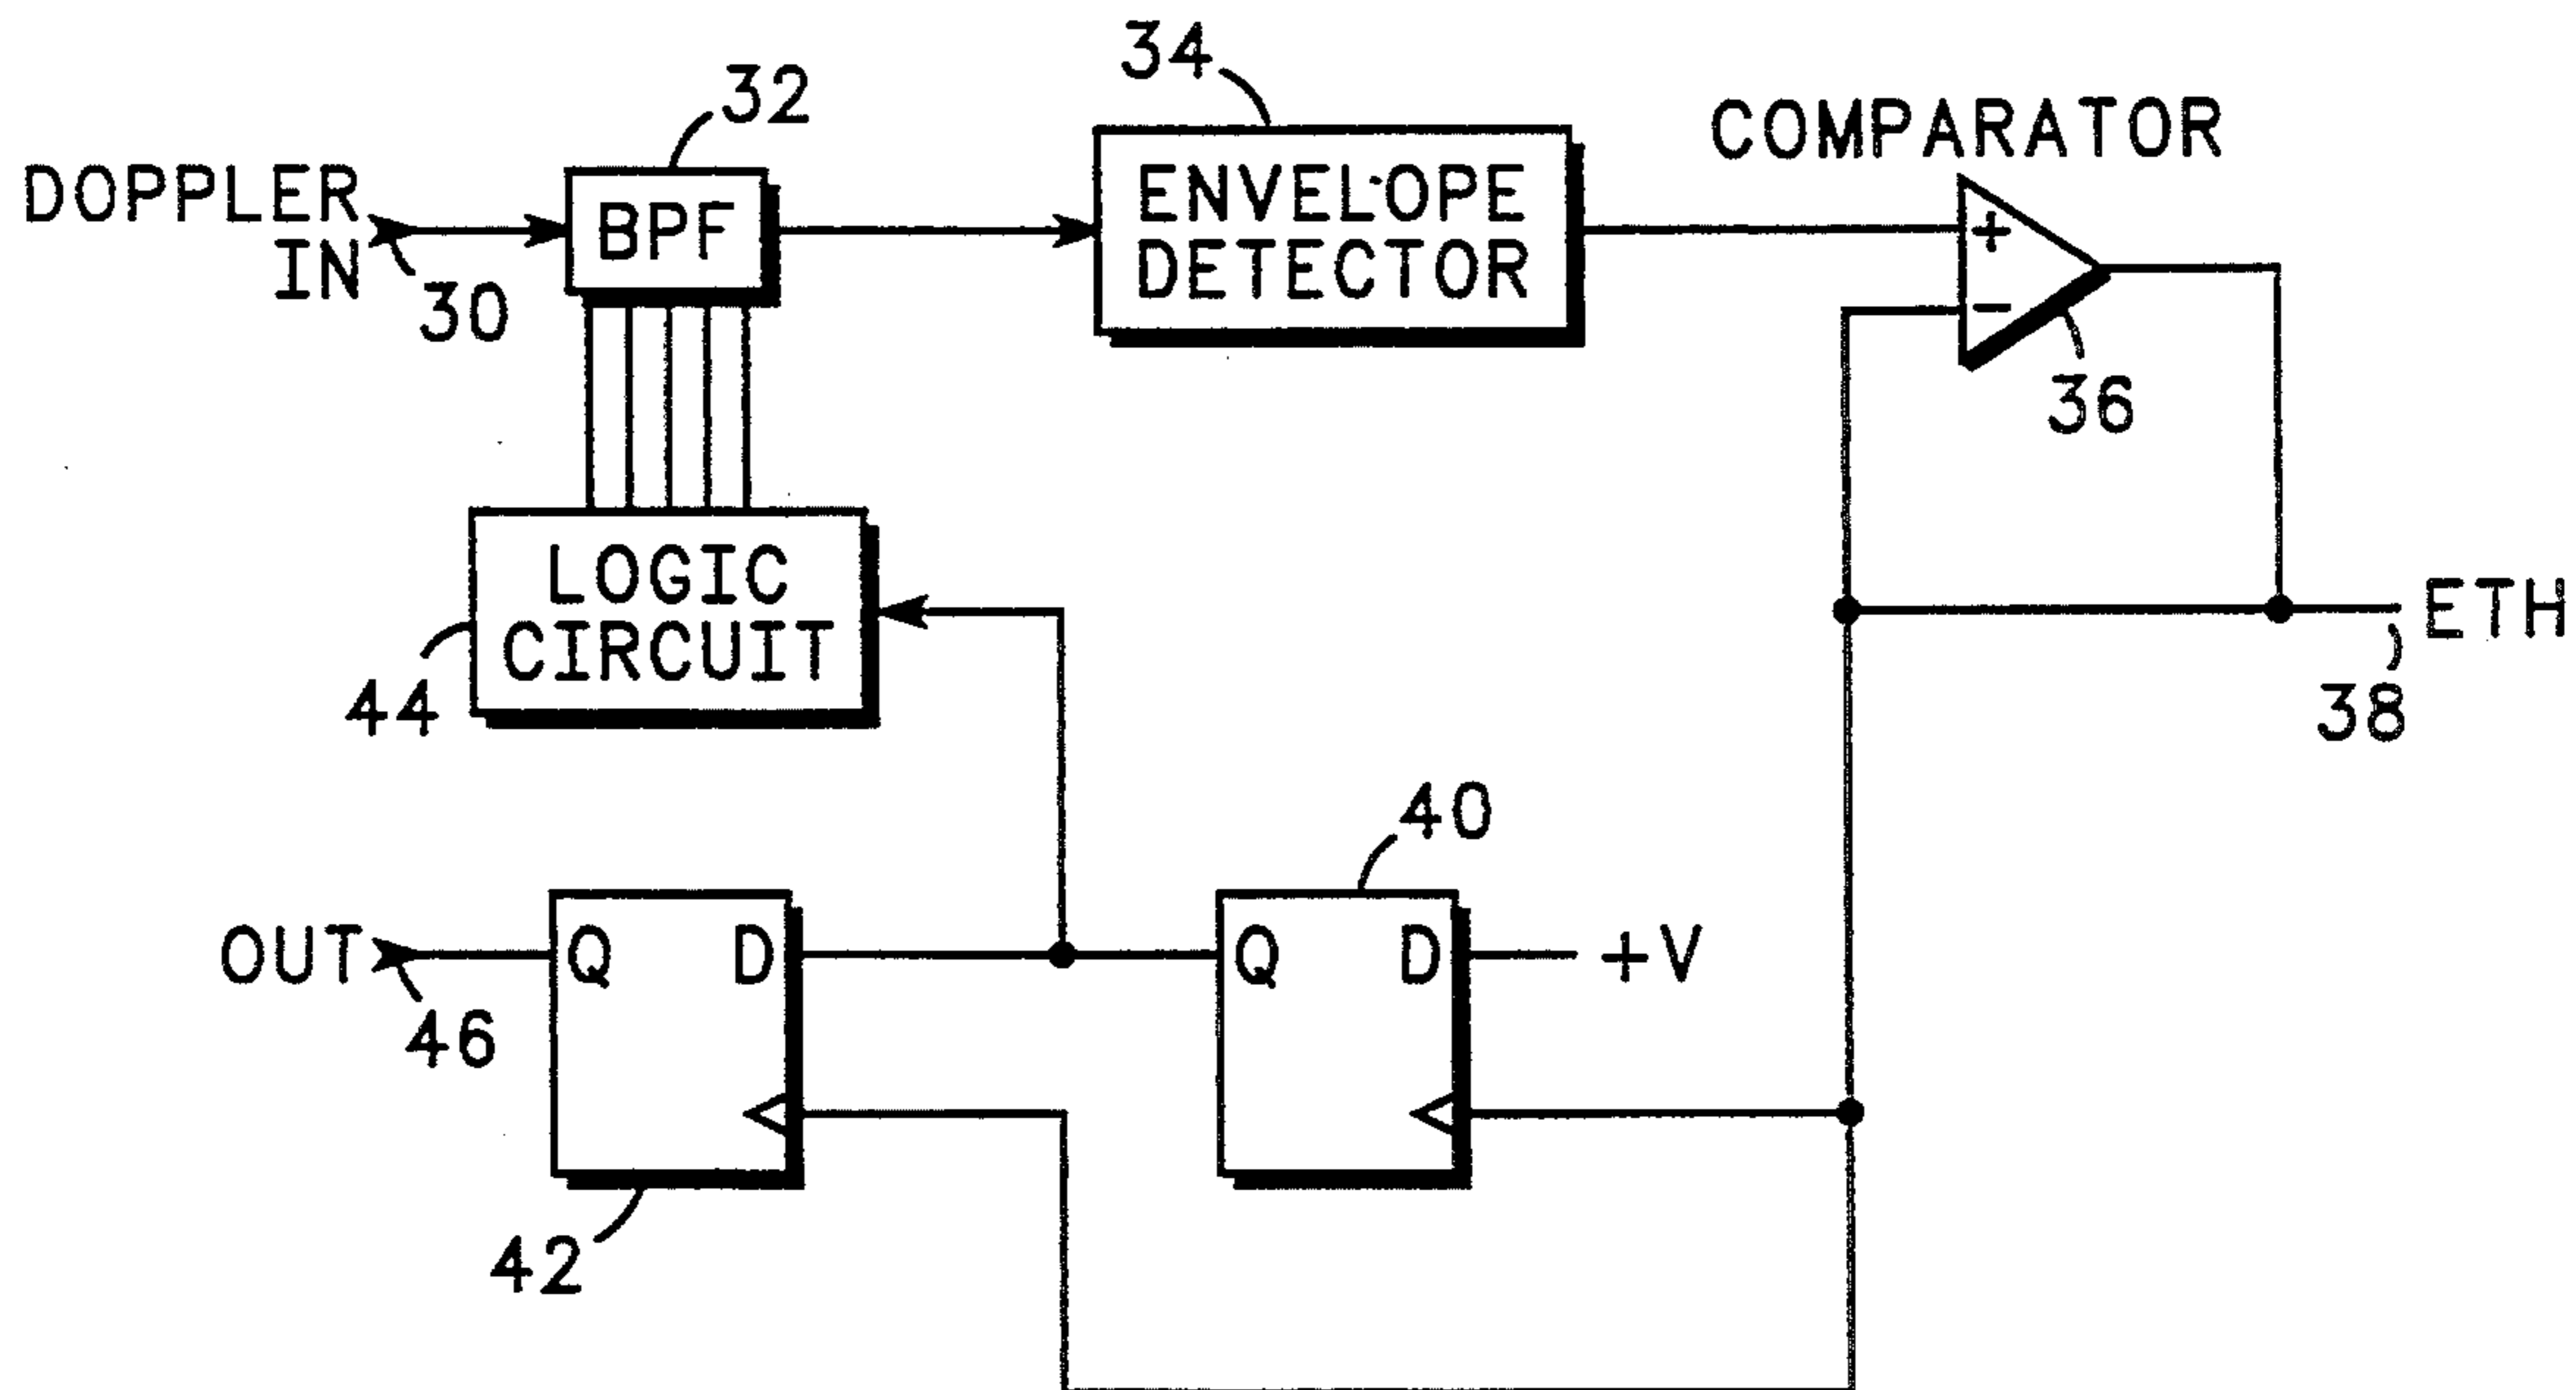 34
32
COMPARATOR
DOPPLER
IN
BPF
ENVELOPE
DETECTOR
+
-
30
36
LOGIC
CIRCUIT
ETH
44
38
40
OUT
Q
D
Q
D
+V
46
42